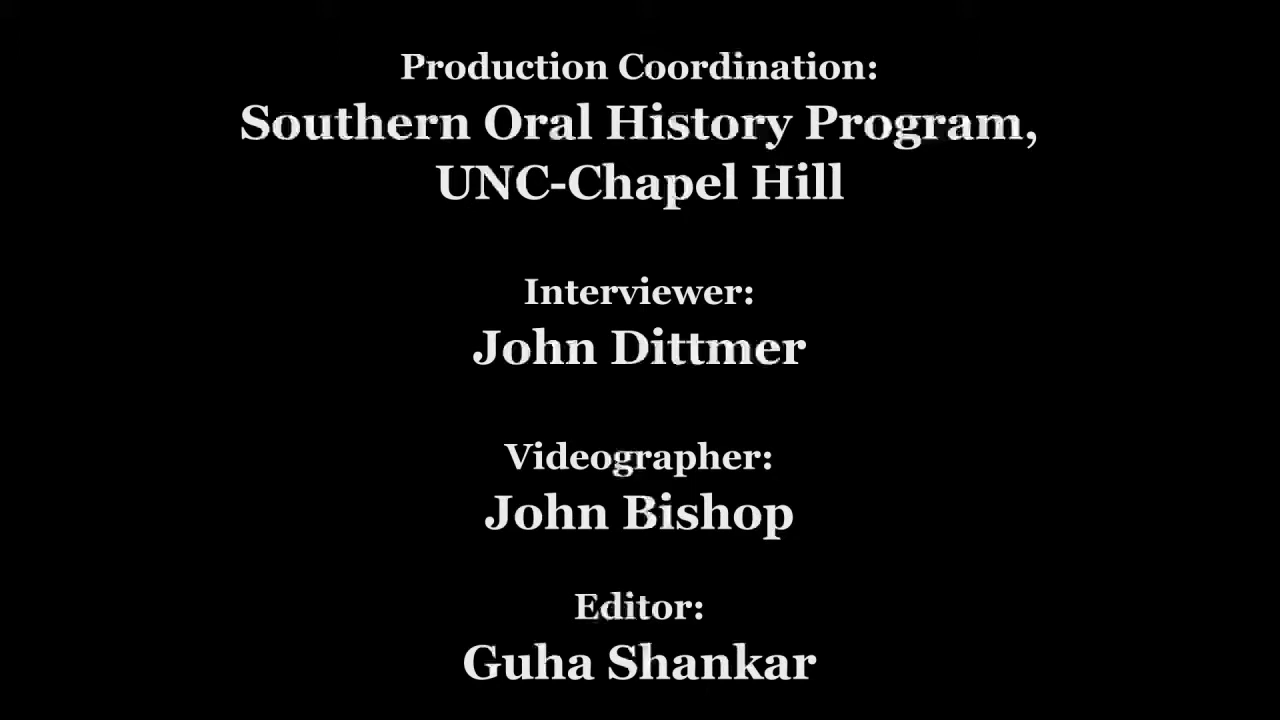 Production Coordination:
Southern Oral History Program,
UNC-Chapel Hill
Interviewer:
John Dittmer
Videographer:
John Bishop
Editor:
Guha Shankar